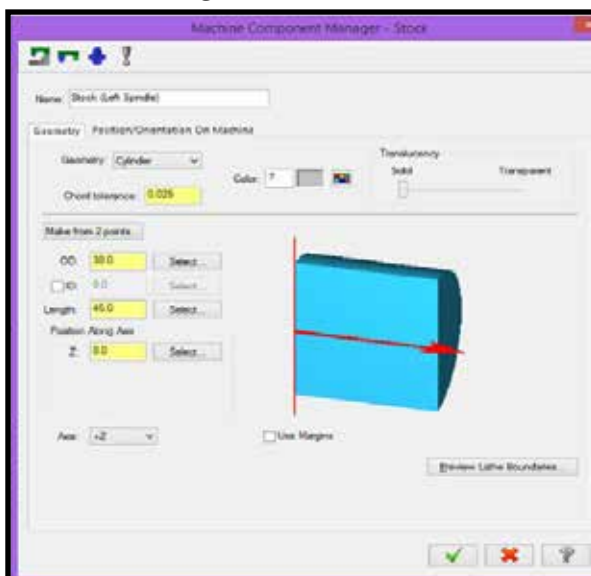 Machine Component Manager - Stock
Name: Stock (Left Spindle)
Geometry Position/Orientation On Machine
Geometry: Cylinder
Color: 7
Translucency
Solid Transparent
Chord tolerance: 0.025
Make from 2 points...
OD: 38.0 Select...
ID: 0.0 Select...
Length: 45.0 Select...
Position Along Axis
Z: 0.0 Select...
Axis: +Z
Use Margins
Preview Lathe Boundaries...